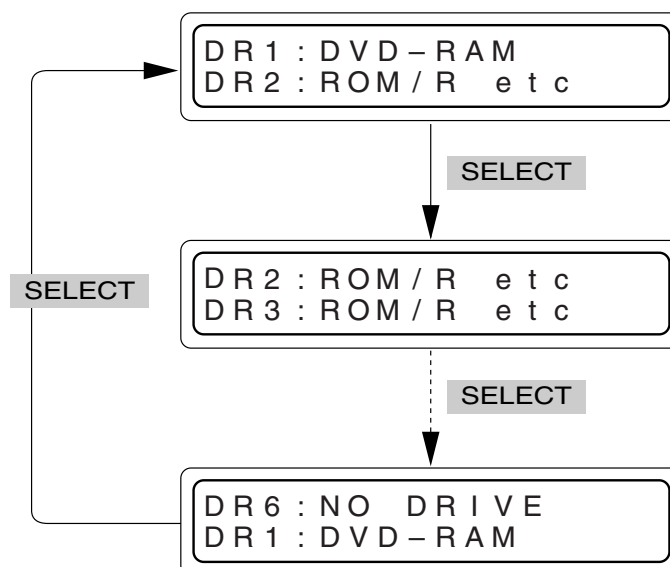 DR1:DVD–RAM
DR2:ROM/R etc
SELECT
DR2:ROM/R etc
DR3:ROM/R etc
SELECT
SELECT
DR6:NO DRIVE
DR1:DVD–RAM